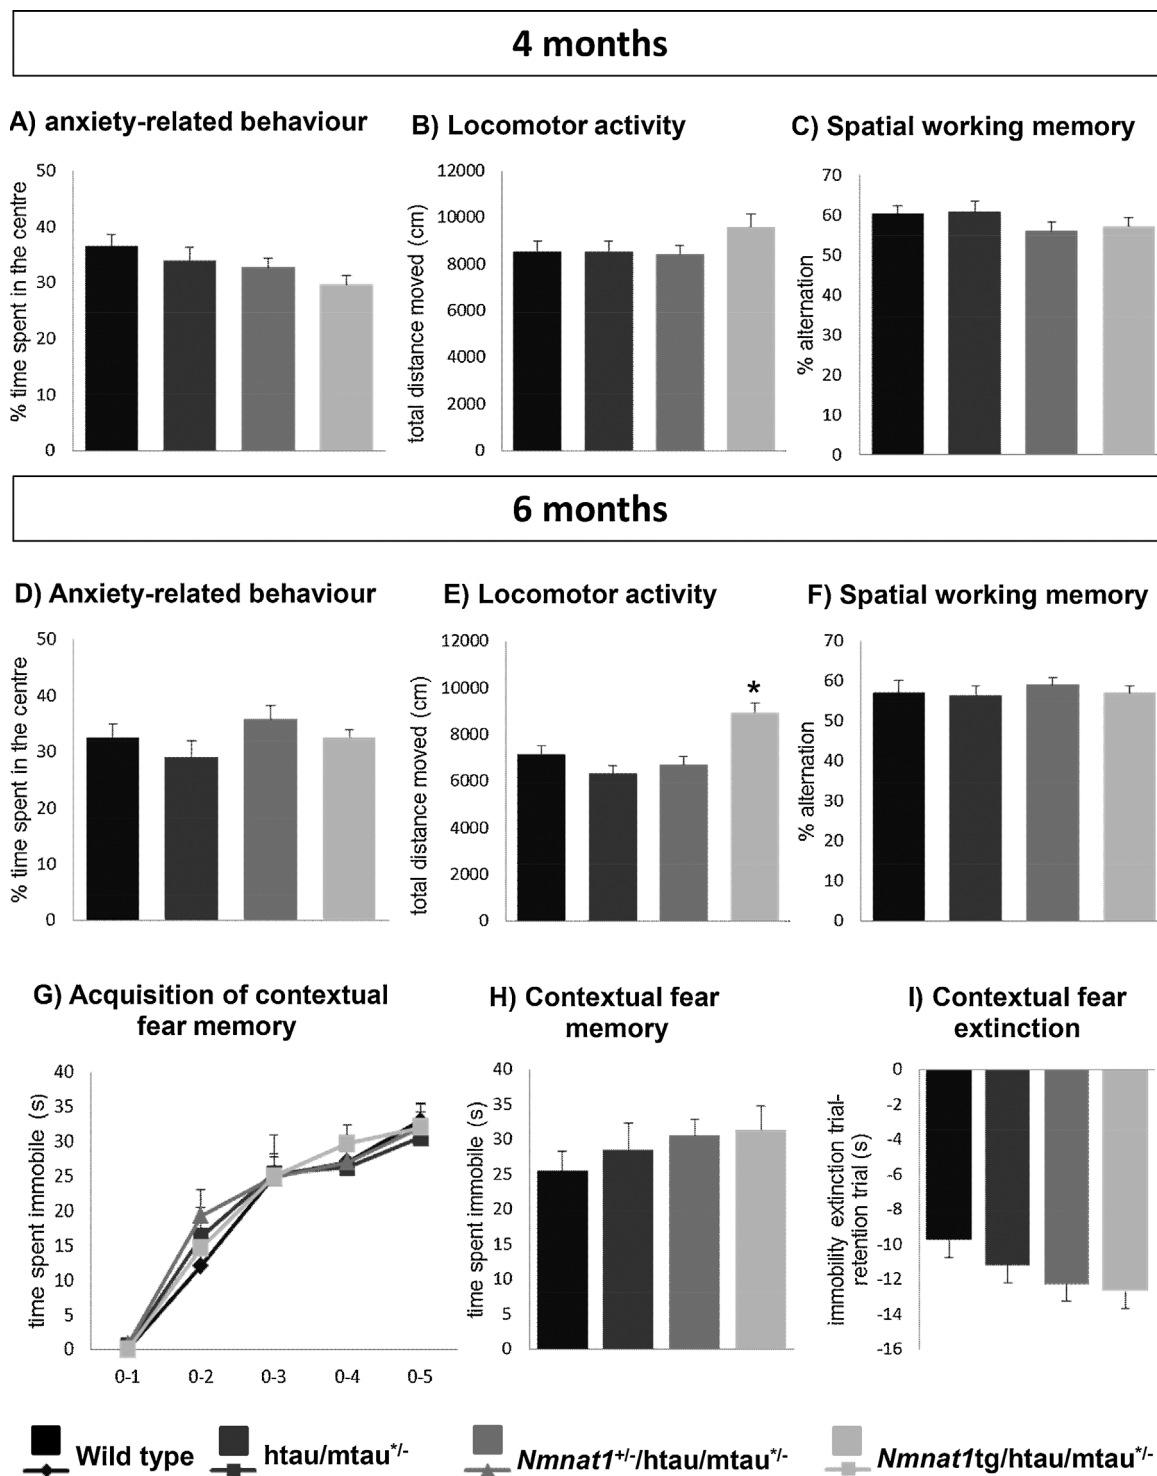 4 months
A) anxiety-related behaviour
B) Locomotor activity
C) Spatial working memory
% time spent in the centre
50
40
30
20
10
0
total distance moved (cm)
12000
10000
8000
6000
4000
2000
0
% alternation
70
60
50
40
30
20
10
0
6 months
D) Anxiety-related behaviour
E) Locomotor activity
F) Spatial working memory
% time spent in the centre
50
40
30
20
10
0
total distance moved (cm)
12000
10000
8000
6000
4000
2000
0
*
% alternation
70
60
50
40
30
20
10
0
G) Acquisition of contextual
fear memory
H) Contextual fear
memory
I) Contextual fear
extinction
time spent immobile (s)
40
35
30
25
20
15
10
5
0
0-1 0-2 0-3 0-4 0-5
time spent immobile (s)
40
35
30
25
20
15
10
5
0
immobility extinction trial-
retention trial (s)
0
-2
-4
-6
-8
-10
-12
-14
-16
Wild type
htau/mtau*/-
Nmnat1+/-/htau/mtau*/-
Nmnat1tg/htau/mtau*/-